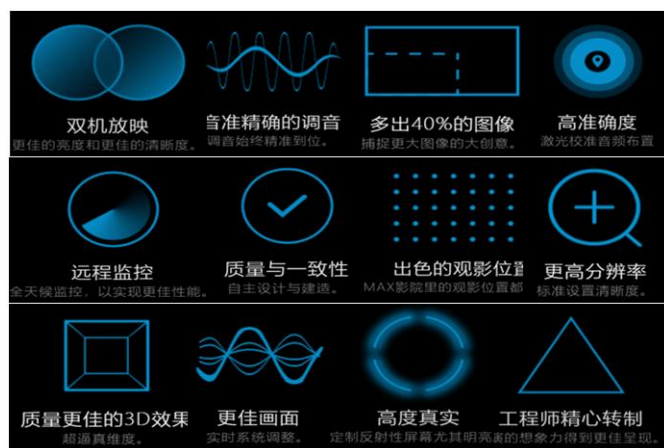 双机放映
更佳的亮度和更佳的清晰度。
音准精确的调音
调音始终精准到位。
多出40%的图像
捕捉更大图像的大创意。
高准确度
激光校准音频布置
远程监控
全天候监控，以实现更佳性能。
质量与一致性
自主设计与建造。
出色的观影位置
MAX影院里的观影位置都
更高分辨率
标准设置清晰度。
质量更佳的3D效果
超逼真维度。
更佳画面
实时系统调整。
高度真实
定制反射性屏幕尤其明亮
工程师精心转制
的想象力得到更佳呈现。